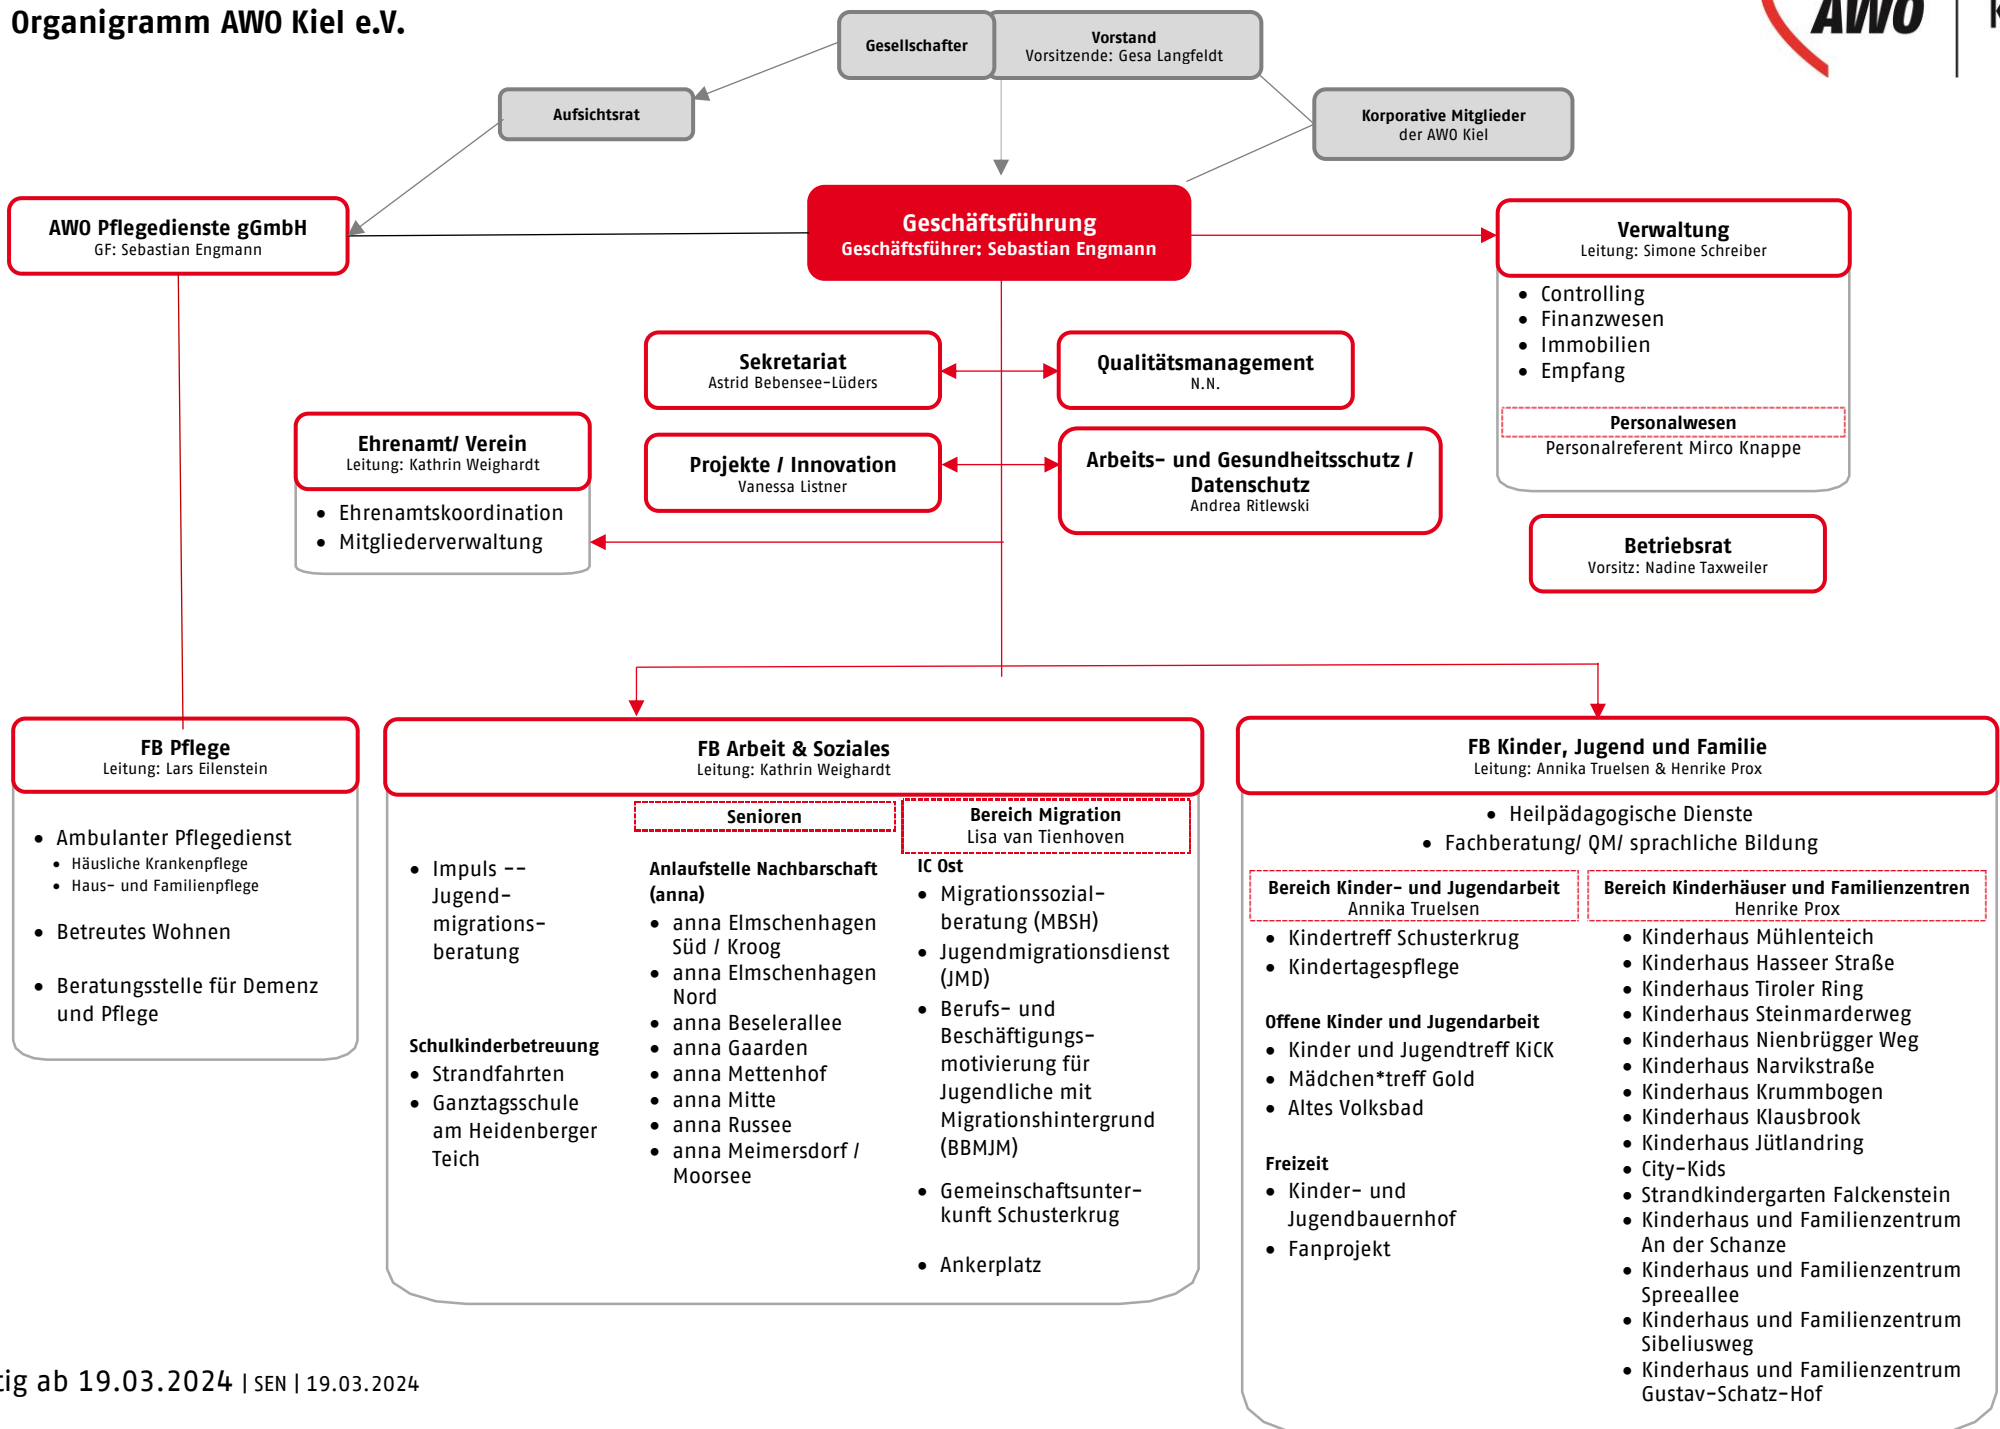 Organigramm AWO Kiel e.V.
AWO
Gesellschafter
Vorstand
Vorsitzende: Gesa Langfeldt
Aufsichtsrat
Korporative Mitglieder
der AWO Kiel
AWO Pflegedienste gGmbH
GF: Sebastian Engmann
Geschäftsführung
Geschäftsführer: Sebastian Engmann
Verwaltung
Leitung: Simone Schreiber
• Controlling
• Finanzwesen
• Immobilien
• Empfang
Personalwesen
Personalreferent Mirco Knappe
Sekretariat
Astrid Bebensee-Lüders
Qualitätsmanagement
N.N.
Ehrenamt/ Verein
Leitung: Kathrin Weighardt
• Ehrenamtskoordination
• Mitgliederverwaltung
Projekte / Innovation
Vanessa Listner
Arbeits- und Gesundheitsschutz /
Datenschutz
Andrea Ritlewski
Betriebsrat
Vorsitz: Nadine Taxweiler
FB Pflege
Leitung: Lars Eilenstein
• Ambulanter Pflegedienst
• Häusliche Krankenpflege
• Haus- und Familienpflege
• Betreutes Wohnen
• Beratungsstelle für Demenz
und Pflege
FB Arbeit & Soziales
Leitung: Kathrin Weighardt
• Impuls --
Jugend-
migrations-
beratung
Schulkinderbetreuung
• Strandfahrten
• Ganztagsschule
am Heidenberger
Teich
Senioren
Anlaufstelle Nachbarschaft
(anna)
• anna Elmschenhagen
Süd / Kroog
• anna Elmschenhagen
Nord
• anna Beselerallee
• anna Gaarden
• anna Mettenhof
• anna Mitte
• anna Russee
• anna Meimersdorf /
Moorsee
Bereich Migration
Lisa van Tienhoven
IC Ost
• Migrationssozial-
beratung (MBSH)
• Jugendmigrationsdienst
(JMD)
• Berufs- und
Beschäftigungs-
motivierung für
Jugendliche mit
Migrationshintergrund
(BBMJM)
• Gemeinschaftsunter-
kunft Schusterkrug
• Ankerplatz
FB Kinder, Jugend und Familie
Leitung: Annika Truelsen & Henrike Prox
• Heilpädagogische Dienste
• Fachberatung/ QM/ sprachliche Bildung
Bereich Kinder- und Jugendarbeit
Annika Truelsen
• Kindertreff Schusterkrug
• Kindertagespflege
Offene Kinder und Jugendarbeit
• Kinder und Jugendtreff KiCK
• Mädchen*treff Gold
• Altes Volksbad
Freizeit
• Kinder- und
Jugendbauernhof
• Fanprojekt
Bereich Kinderhäuser und Familienzentren
Henrike Prox
• Kinderhaus Mühlenteich
• Kinderhaus Hasseer Straße
• Kinderhaus Tiroler Ring
• Kinderhaus Steinmarderweg
• Kinderhaus Nienbrügger Weg
• Kinderhaus Narvikstraße
• Kinderhaus Krummbogen
• Kinderhaus Klausbrook
• Kinderhaus Jütlandring
• City-Kids
• Strandkindergarten Falckenstein
• Kinderhaus und Familienzentrum
An der Schanze
• Kinderhaus und Familienzentrum
Spreeallee
• Kinderhaus und Familienzentrum
Sibeliusweg
• Kinderhaus und Familienzentrum
Gustav-Schatz-Hof
ab 19.03.2024 | SEN | 19.03.2024